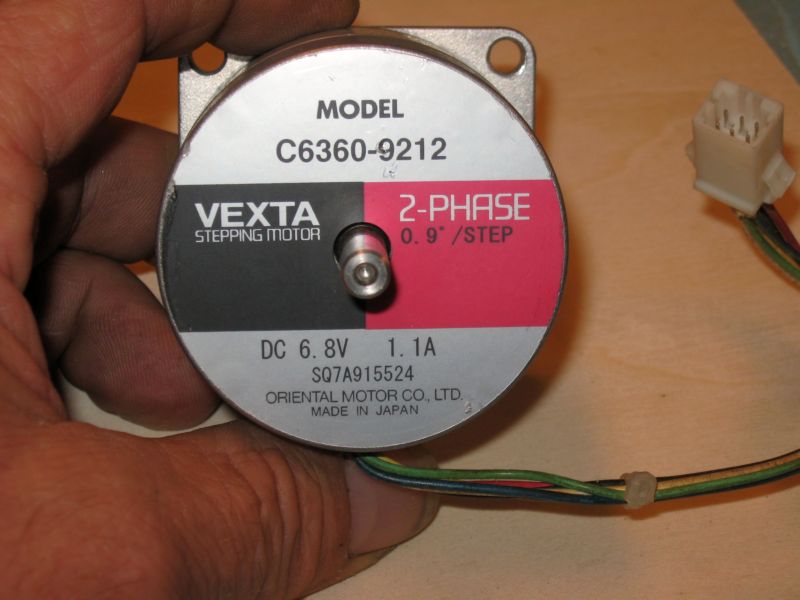 MODEL
C6360-9212
VEXTA
STEPPING MOTOR
2-PHASE
0.9°/STEP
DC 6.8V 1.1A
SQ7A915524
ORIENTAL MOTOR CO., LTD.
MADE IN JAPAN